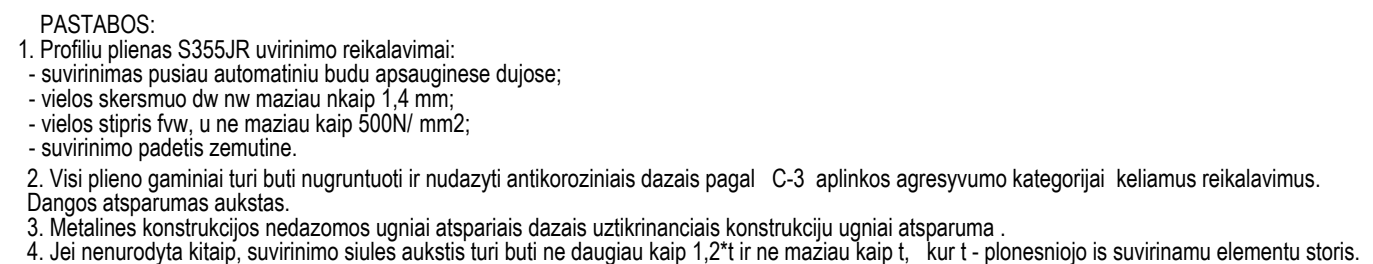 PASTABOS:
1. Profiliu plienas S355JR uvirinimo reikalavimai:
- suvirinimas pusiau automatiniu budu apsauginese dujose;
- vielos skersmuo dw nw maziau nkaip 1,4 mm;
- vielos stipris fvw, u ne maziau kaip 500N/ mm2;
- suvirinimo padetis zemutine.
2. Visi plieno gaminiai turi buti nugruntuoti ir nudazyti antikoroziniais dazais pagal C-3 aplinkos agresyvumo kategorijai keliamus reikalavimus.
Dangos atsparumas aukstas.
3. Metalines konstrukcijos nedazomos ugniai atspariais dazais uztikrinanciais konstrukciju ugniai atsparuma .
4. Jei nenurodyta kitaip, suvirinimo siules aukstis turi buti ne daugiau kaip 1,2*t ir ne maziau kaip t, kur t - plonesniojo is suvirinamu elementu storis.